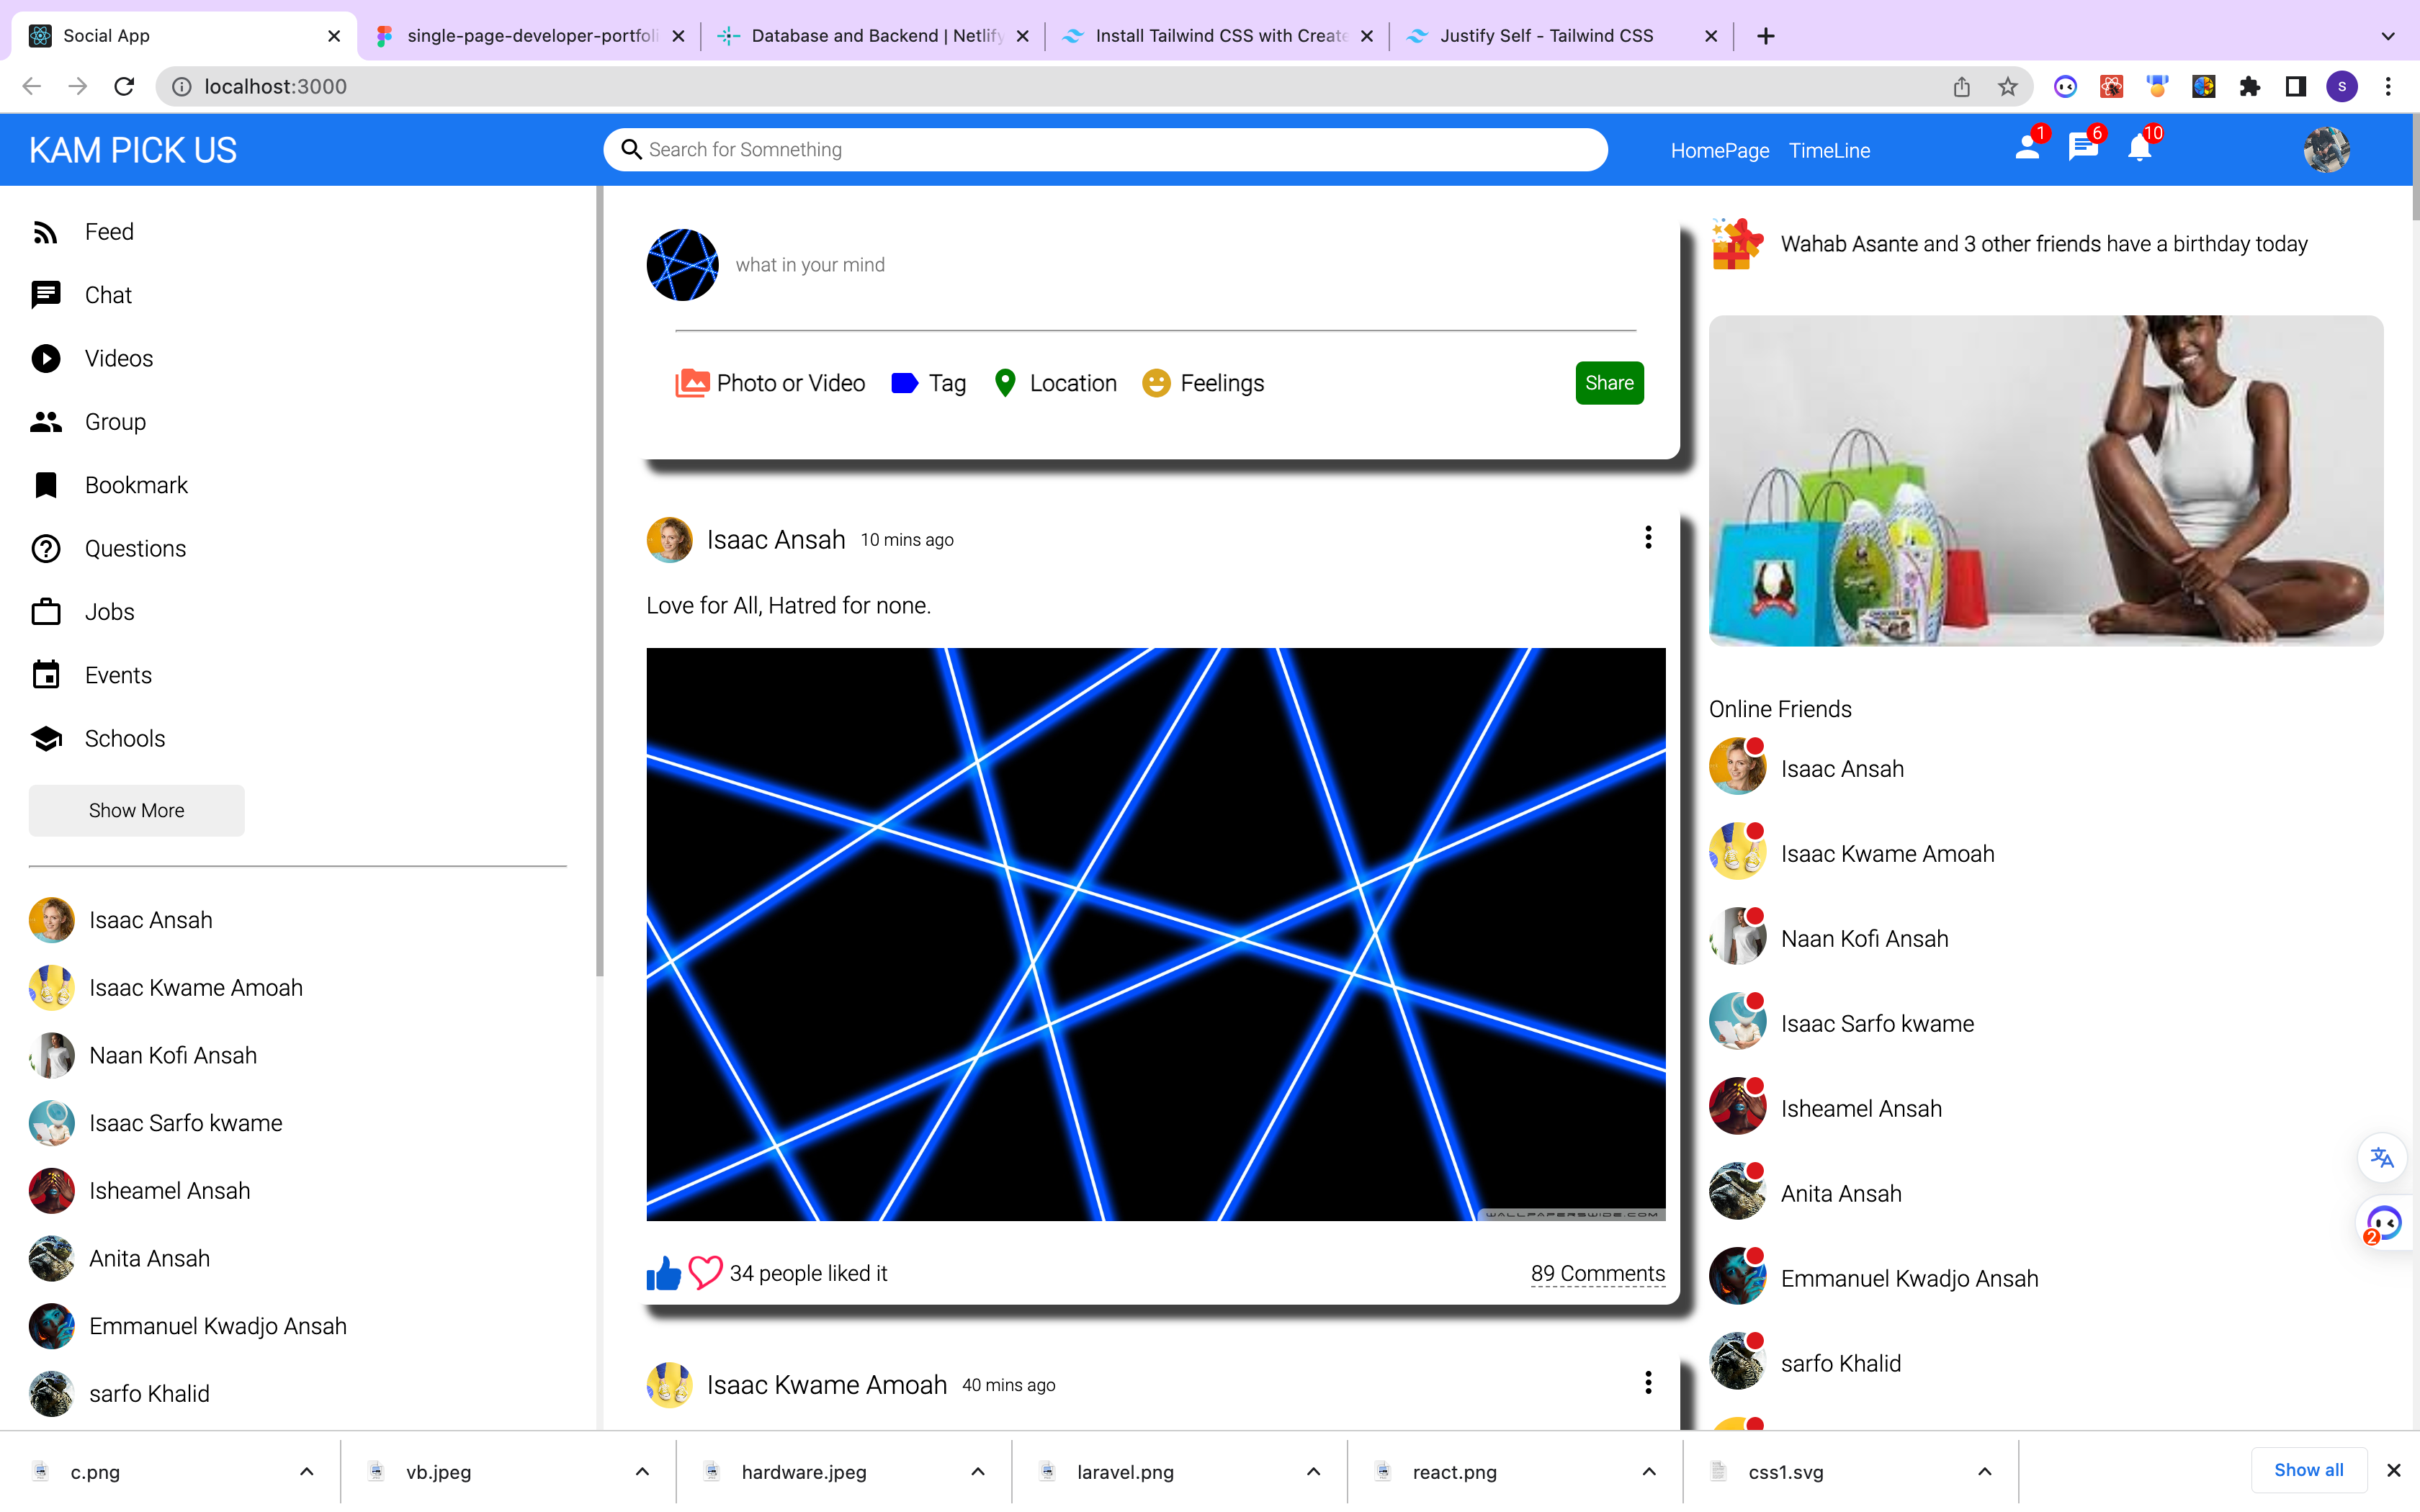 Social App
single-page-developer-portfoli
Database and Backend | Netlify
Install Tailwind CSS with Create
Justify Self - Tailwind CSS
localhost:3000
S
KAM PICK US
Search for Somnething
HomePage
TimeLine
1
6
10
Feed
Chat
Videos
Group
Bookmark
Questions
Jobs
Events
Schools
Show More
Isaac Ansah
Isaac Kwame Amoah
Naan Kofi Ansah
Isaac Sarfo kwame
Isheamel Ansah
Anita Ansah
Emmanuel Kwadjo Ansah
sarfo Khalid
what in your mind
Photo or Video
Tag
Location
Feelings
Share
Isaac Ansah 10 mins ago
Love for All, Hatred for none.
WALLPAPERSWIDE.COM
34 people liked it
89 Comments
Isaac Kwame Amoah 40 mins ago
Wahab Asante and 3 other friends have a birthday today
Online Friends
Isaac Ansah
Isaac Kwame Amoah
Naan Kofi Ansah
Isaac Sarfo kwame
Isheamel Ansah
Anita Ansah
Emmanuel Kwadjo Ansah
sarfo Khalid
2
c.png
vb.jpeg
hardware.jpeg
laravel.png
react.png
css1.svg
Show all